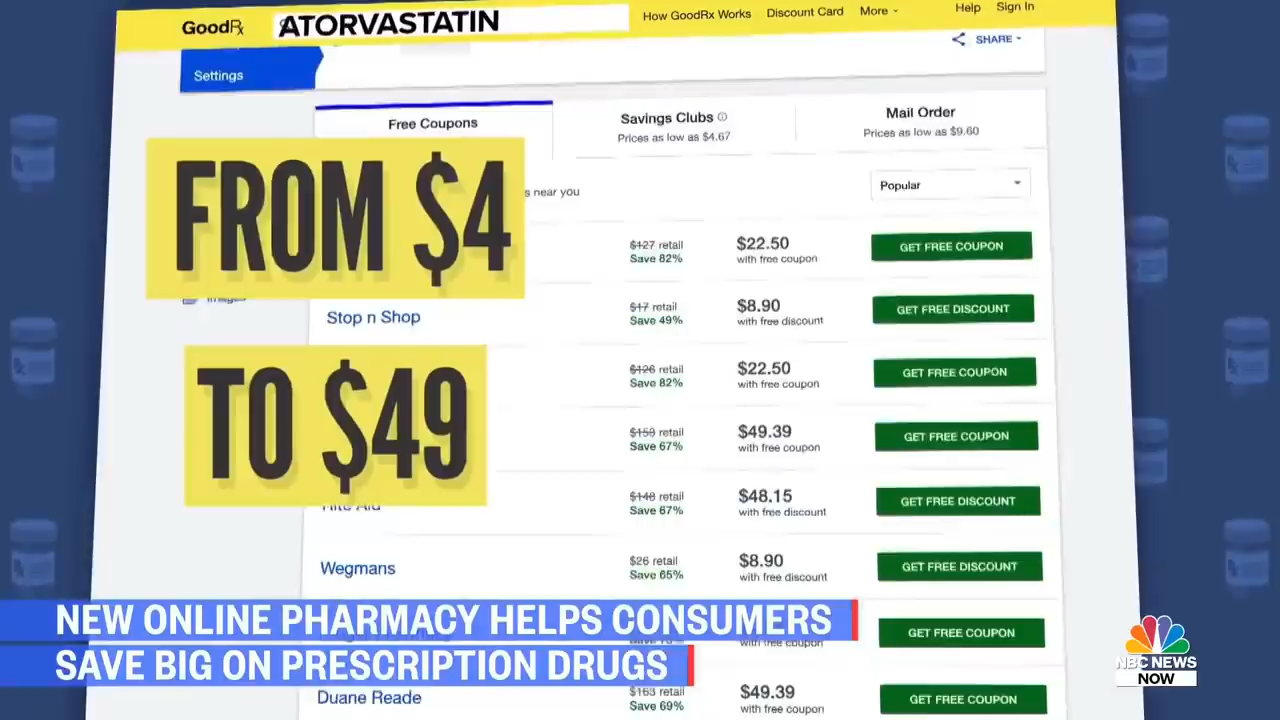 GoodRx
ATORVASTATIN
How GoodRx Works
Discount Card
More
Help
Sign In
Settings
SHARE
Free Coupons
Savings Clubs
Prices as low as $4.67
Mail Order
Prices as low as $9.60
FROM $4
s near you
Popular
$127 retail
Save 82%
$22.50
with free coupon
GET FREE COUPON
Images
Stop n Shop
$17 retail
Save 49%
$8.90
with free discount
GET FREE DISCOUNT
TO $49
$126 retail
Save 82%
$22.50
with free coupon
GET FREE COUPON
$150 retail
Save 67%
$49.39
with free coupon
GET FREE COUPON
Rite Aid
$148 retail
Save 67%
$48.15
with free discount
GET FREE DISCOUNT
Wegmans
$26 retail
Save 65%
$8.90
with free discount
GET FREE DISCOUNT
NEW ONLINE PHARMACY HELPS CONSUMERS
SAVE BIG ON PRESCRIPTION DRUGS
with free coupon
GET FREE COUPON
Duane Reade
$163 retail
Save 69%
$49.39
with free coupon
GET FREE COUPON
NBC NEWS
NOW